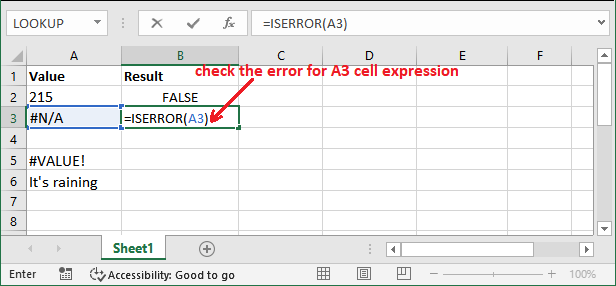 LOOKUP =ISERROR(A3)
A B C D E F
1 Value Result
check the error for A3 cell expression
2 215 FALSE
3 #N/A =ISERROR(A3)
4
5 #VALUE!
6 It's raining
7
8
Sheet1
Enter Accessibility: Good to go 100%